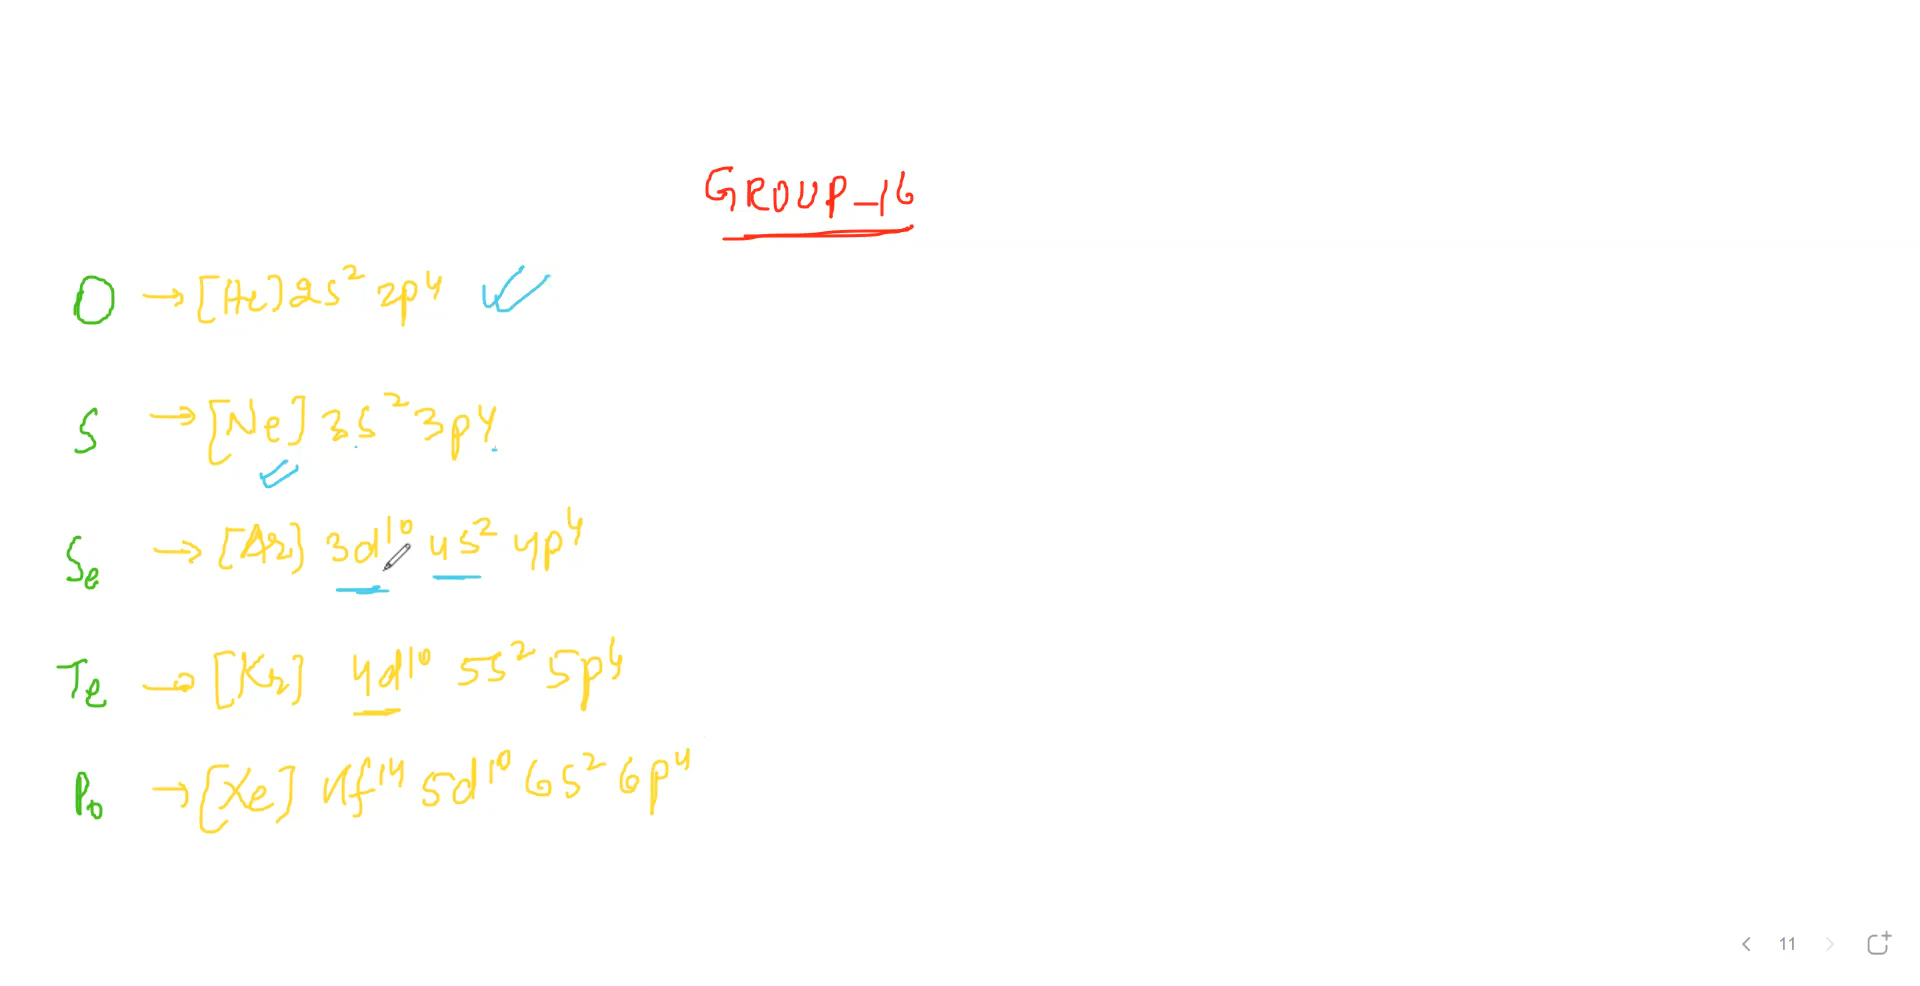 GROUP-16
O → [He] 2s² 2p⁴
S → [Ne] 3s² 3p⁴
Se → [Ar] 3d¹⁰ 4s² 4p⁴
Te → [Kr] 4d¹⁰ 5s² 5p⁴
Po → [Xe] 4f¹⁴ 5d¹⁰ 6s² 6p⁴
11